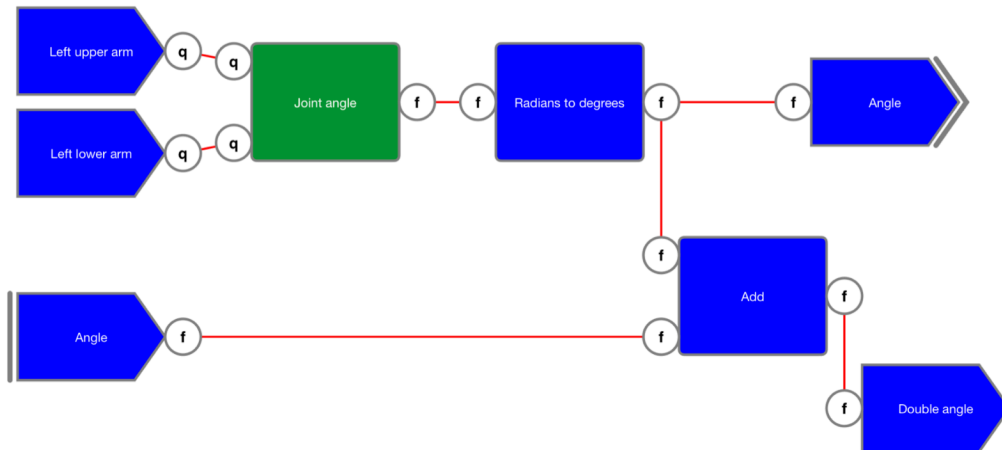 Left upper arm
q
q
Joint angle
f
f
Radians to degrees
f
f
Angle
Left lower arm
q
q
f
Add
f
Angle
f
f
f
Double angle